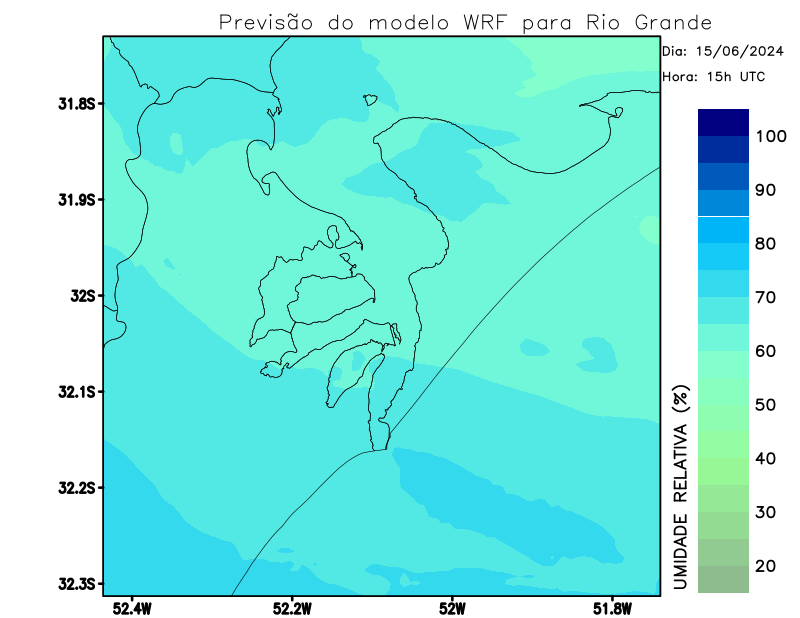 Previsão do modelo WRF para Rio Grande
Dia: 15/06/2024
Hora: 15h UTC
31.8S
31.9S
32S
32.1S
32.2S
32.3S
52.4W
52.2W
52W
51.8W
UMIDADE RELATIVA (%)
100
90
80
70
60
50
40
30
20